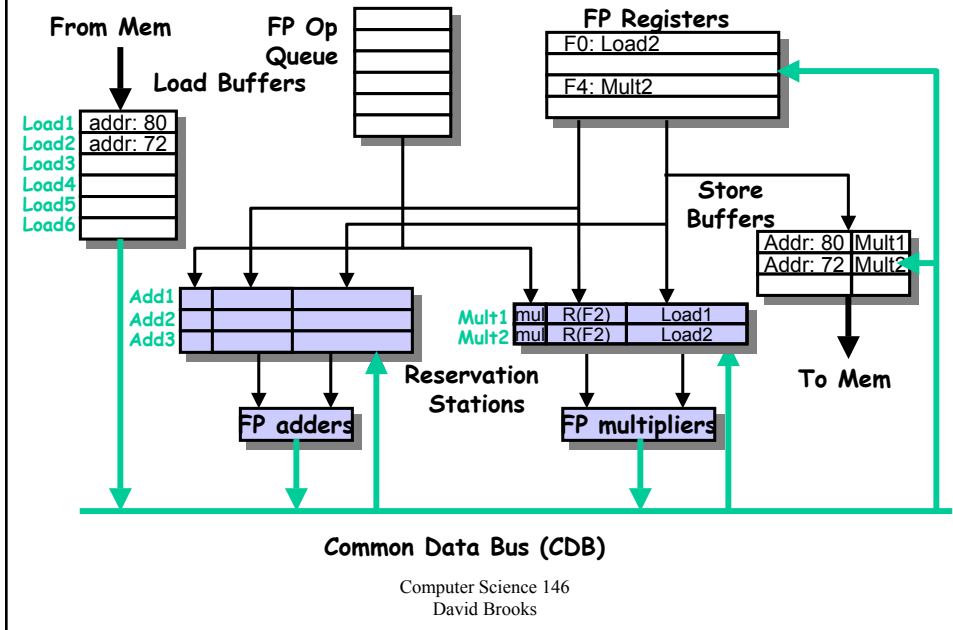 From Mem
FP Op
Queue
FP Registers
F0: Load2
F4: Mult2
Load Buffers
Load1 addr: 80
Load2 addr: 72
Load3
Load4
Load5
Load6
Store
Buffers
Addr: 80 Mult1
Addr: 72 Mult2
Add1
Add2
Add3
Mult1 mul R(F2) Load1
Mult2 mul R(F2) Load2
Reservation
Stations
To Mem
FP adders
FP multipliers
Common Data Bus (CDB)
Computer Science 146
David Brooks